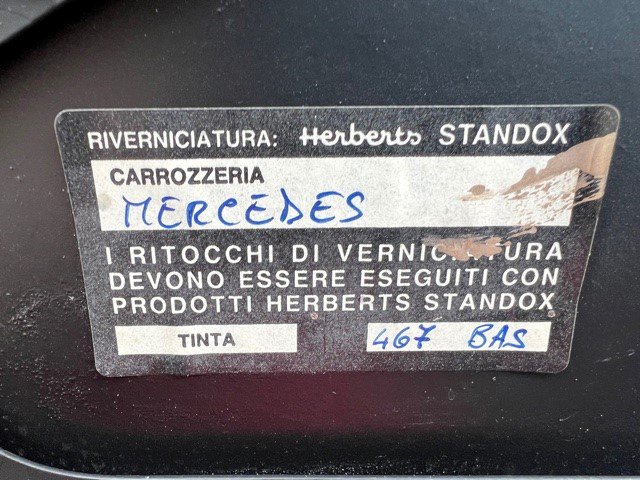 RIVERNICIATURA: Herberts STANDOX
CARROZZERIA
MERCEDES
I RITOCCHI DI VERNICIATURA
DEVONO ESSERE ESEGUITI CON
PRODOTTI HERBERTS STANDOX
TINTA 467 BAS